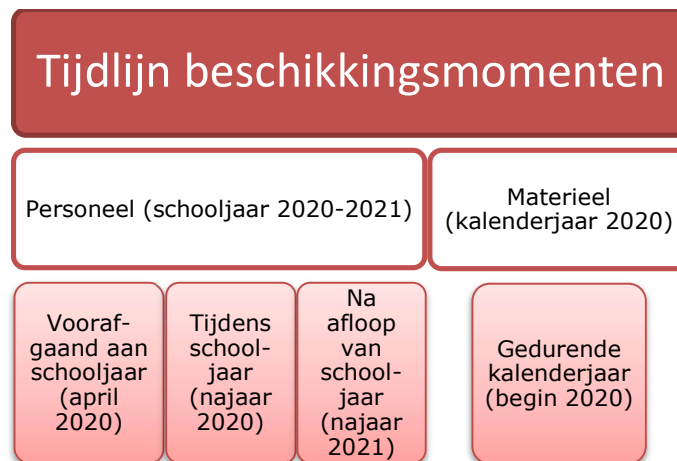 Tijdlijn beschikkingsmomenten
Personeel (schooljaar 2020-2021)
Materieel
(kalenderjaar 2020)
Vooraf-
gaand aan
schooljaar
(april
2020)
Tijdens
school-
jaar
(najaar
2020)
Na
afloop
van
school-
jaar
(najaar
2021)
Gedurende
kalenderjaar
(begin 2020)